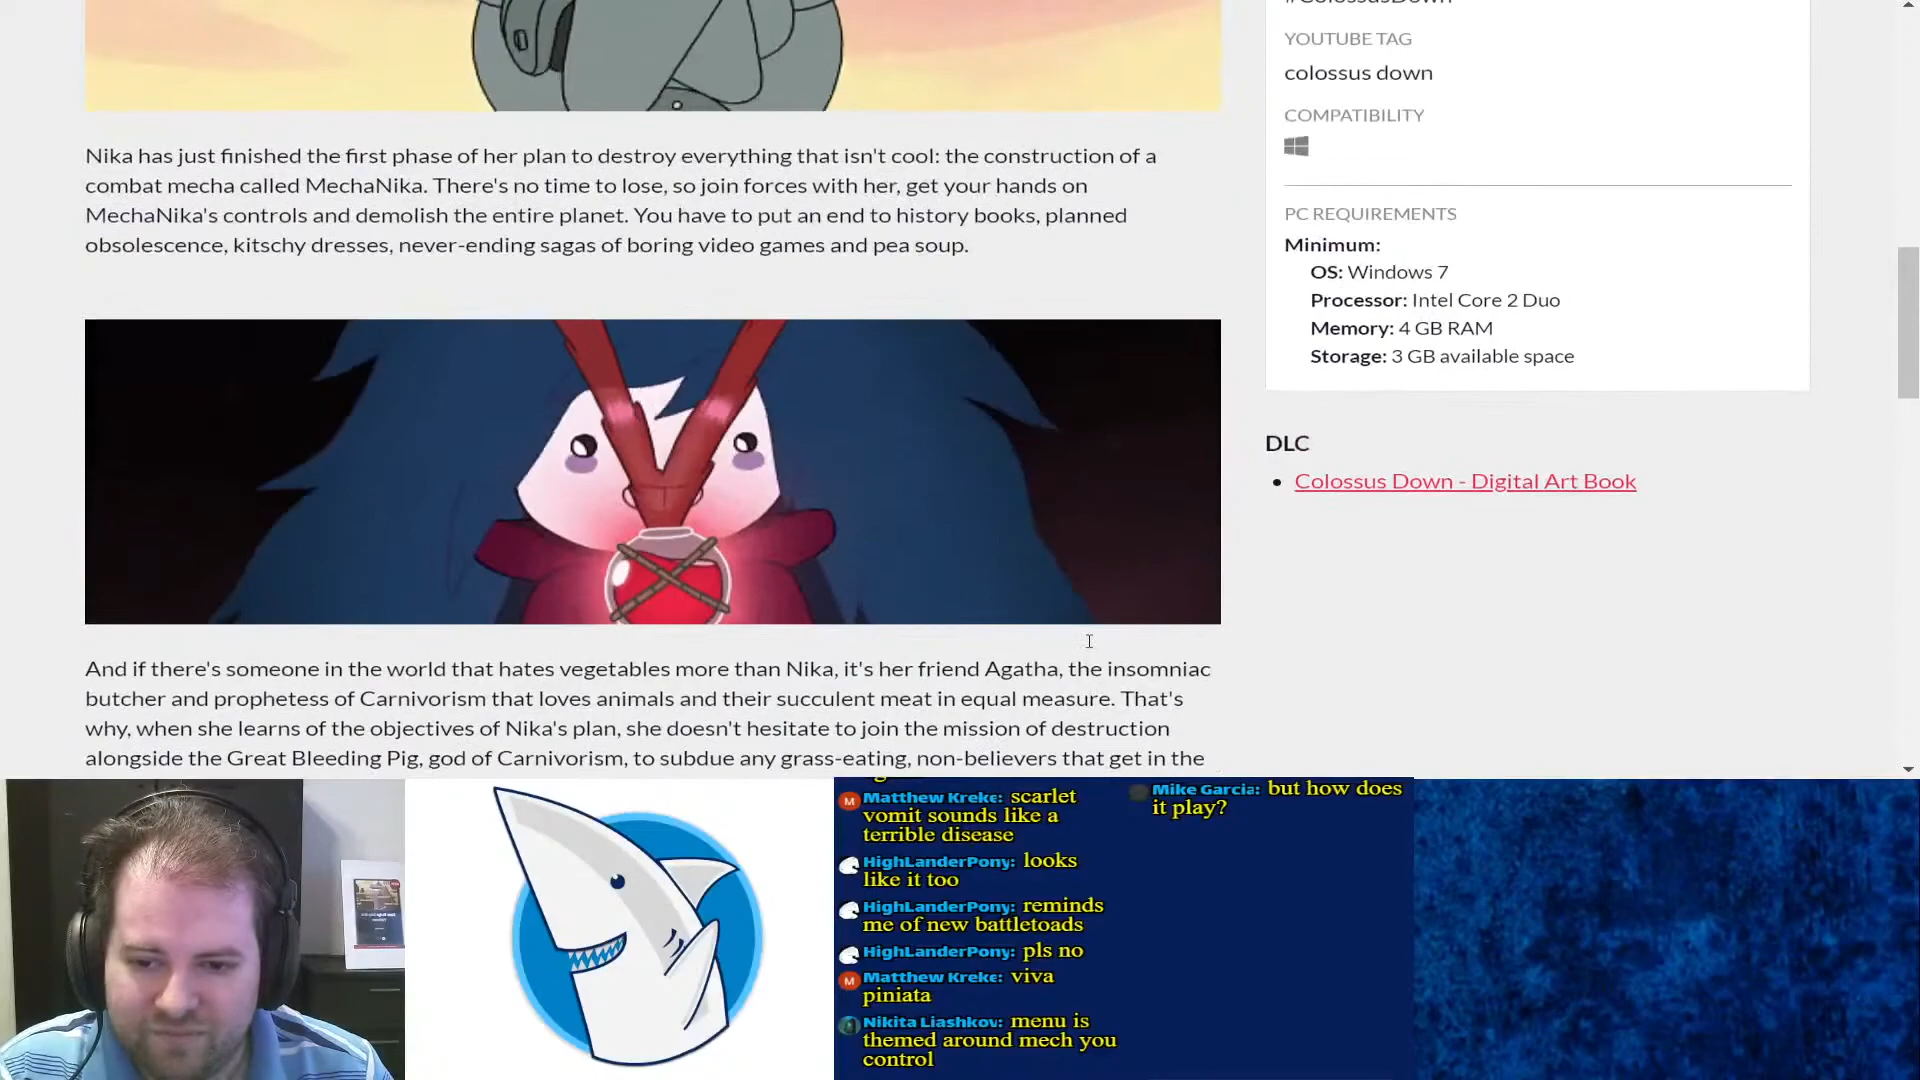 Nika has just finished the first phase of her plan to destroy everything that isn't cool: the construction of a
combat mecha called MechaNika. There's no time to lose, so join forces with her, get your hands on
MechaNika's controls and demolish the entire planet. You have to put an end to history books, planned
obsolescence, kitschy dresses, never-ending sagas of boring video games and pea soup.
And if there's someone in the world that hates vegetables more than Nika, it's her friend Agatha, the insomniac
butcher and prophetess of Carnivorism that loves animals and their succulent meat in equal measure. That's
why, when she learns of the objectives of Nika's plan, she doesn't hesitate to join the mission of destruction
alongside the Great Bleeding Pig, god of Carnivorism, to subdue any grass-eating, non-believers that get in the
#ColossusDown
YOUTUBE TAG
colossus down
COMPATIBILITY
PC REQUIREMENTS
Minimum:
OS: Windows 7
Processor: Intel Core 2 Duo
Memory: 4 GB RAM
Storage: 3 GB available space
DLC
Colossus Down - Digital Art Book
M Matthew Kreke: scarlet
vomit sounds like a
terrible disease
HighLanderPony: looks
like it too
HighLanderPony: reminds
me of new battletoads
HighLanderPony: pls no
M Matthew Kreke: viva
piniata
Nikita Liashkov: menu is
themed around mech you
control
Mike Garcia: but how does
it play?